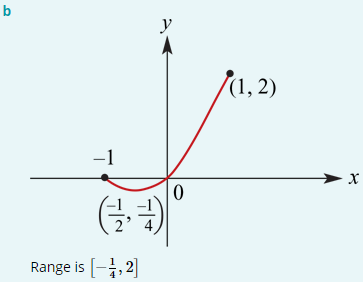 b
y
(1, 2)
–1
x
0
(–1/2, –1/4)
Range is [–1/4, 2]